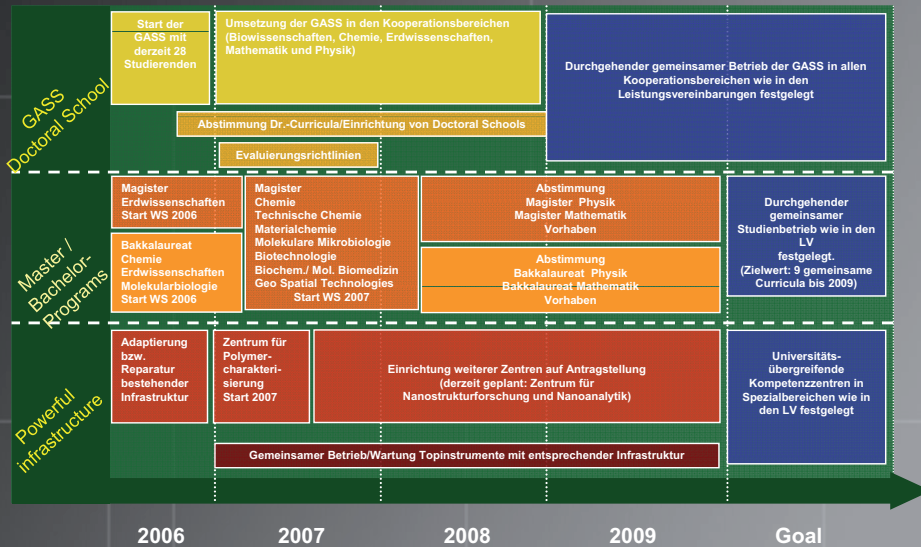 GASS
Doctoral School
Start der
GASS mit
derzeit 28
Studierenden
Umsetzung der GASS in den Kooperationsbereichen
(Biowissenschaften, Chemie, Erdwissenschaften,
Mathematik und Physik)
Durchgehender gemeinsamer Betrieb der GASS in allen
Kooperationsbereichen wie in den
Leistungsvereinbarungen festgelegt
Abstimmung Dr.-Curricula/Einrichtung von Doctoral Schools
Evaluierungsrichtlinien
Master /
Bachelor-
Programs
Magister
Erdwissenschaften
Start WS 2006
Bakkalaureat
Chemie
Erdwissenschaften
Molekularbiologie
Start WS 2006
Magister
Chemie
Technische Chemie
Materialchemie
Molekulare Mikrobiologie
Biotechnologie
Biochem./ Mol. Biomedizin
Geo Spatial Technologies
Start WS 2007
Abstimmung
Magister Physik
Magister Mathematik
Vorhaben
Abstimmung
Bakkalaureat Physik
Bakkalaureat Mathematik
Vorhaben
Durchgehender
gemeinsamer
Studienbetrieb wie in den
LV
festgelegt.
(Zielwert: 9 gemeinsame
Curricula bis 2009)
Powerful
infrastructure
Adaptierung
bzw.
Reparatur
bestehender
Infrastruktur
Zentrum für
Polymer-
charakteri-
sierung
Start 2007
Einrichtung weiterer Zentren auf Antragstellung
(derzeit geplant: Zentrum für
Nanostrukturforschung und Nanoanalytik)
Universitäts-
übergreifende
Kompetenzzentren in
Spezialbereichen wie in
den LV festgelegt
Gemeinsamer Betrieb/Wartung Topinstrumente mit entsprechender Infrastruktur
2006 2007 2008 2009 Goal